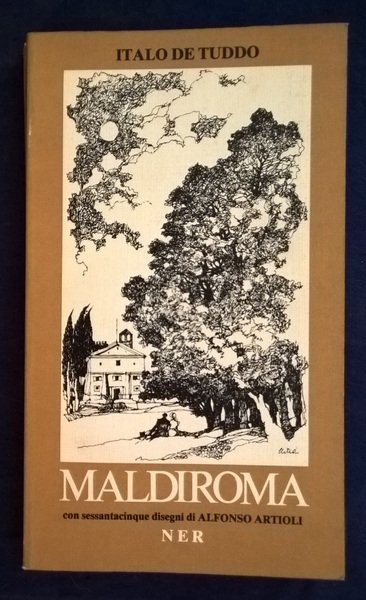 ITALO DE TUDDO
MALDIROMA
con sessantacinque disegni di ALFONSO ARTIOLI
NER